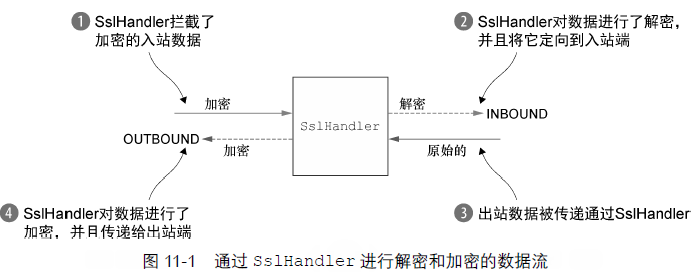 1 SslHandler拦截了
加密的入站数据
2 SslHandler对数据进行了解密，
并且将它定向到入站端
加密
解密
SslHandler
INBOUND
OUTBOUND
加密
原始的
4 SslHandler对数据进行了
加密，并且传递给出站端
3 出站数据被传递通过SslHandler
图 11-1 通过 SslHandler 进行解密和加密的数据流